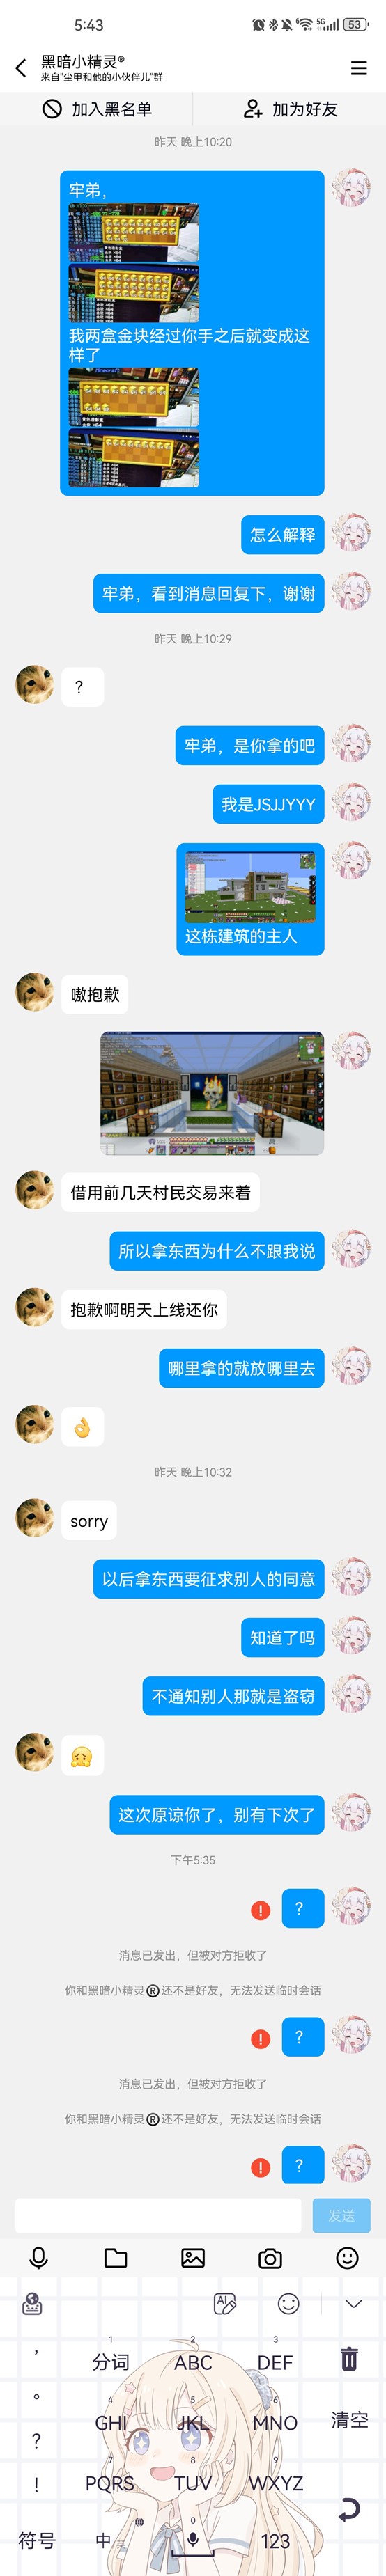 5:43
6
5G
53
黑暗小精灵®
来自"尘甲和他的小伙伴儿"群
加入黑名单
加为好友
昨天 晚上10:20
牢弟，
我两盒金块经过你手之后就变成这
样了
怎么解释
牢弟，看到消息回复下，谢谢
昨天 晚上10:29
？
牢弟，是你拿的吧
我是JSJJYYY
这栋建筑的主人
嗷抱歉
借用前几天村民交易来着
所以拿东西为什么不跟我说
抱歉啊明天上线还你
哪里拿的就放哪里去
👌
昨天 晚上10:32
sorry
以后拿东西要征求别人的同意
知道了吗
不通知别人那就是盗窃
这次原谅你了，别有下次了
下午5:35
！
？
消息已发出，但被对方拒收了
你和黑暗小精灵®还不是好友，无法发送临时会话
！
？
消息已发出，但被对方拒收了
你和黑暗小精灵®还不是好友，无法发送临时会话
！
？
发送
AI
，
1
分词
2
ABC
3
DEF
。
4
GHI
5
JKL
6
MNO
清空
？
！
7
PQRS
8
TUV
9
WXYZ
符号
中
英
0
123